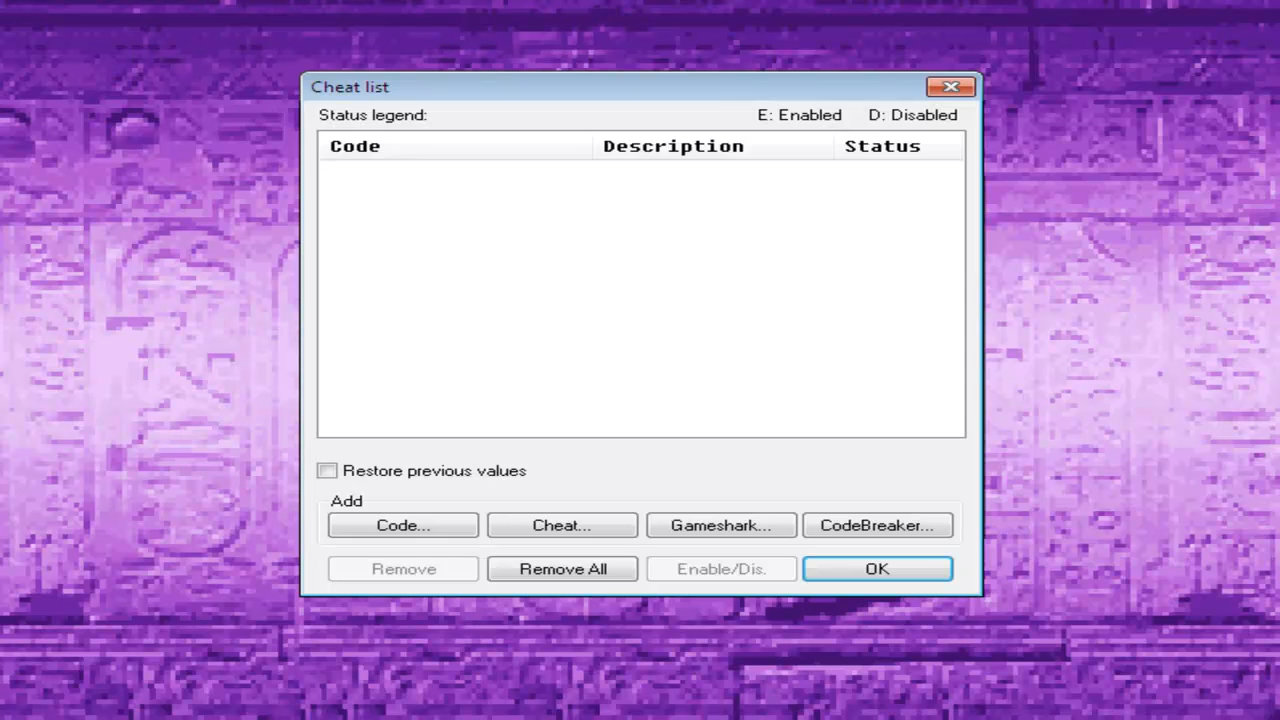 Cheat list
Status legend: E: Enabled D: Disabled
Code Description Status
Restore previous values
Add
Code... Cheat... Gameshark... CodeBreaker...
Remove Remove All Enable/Dis. OK